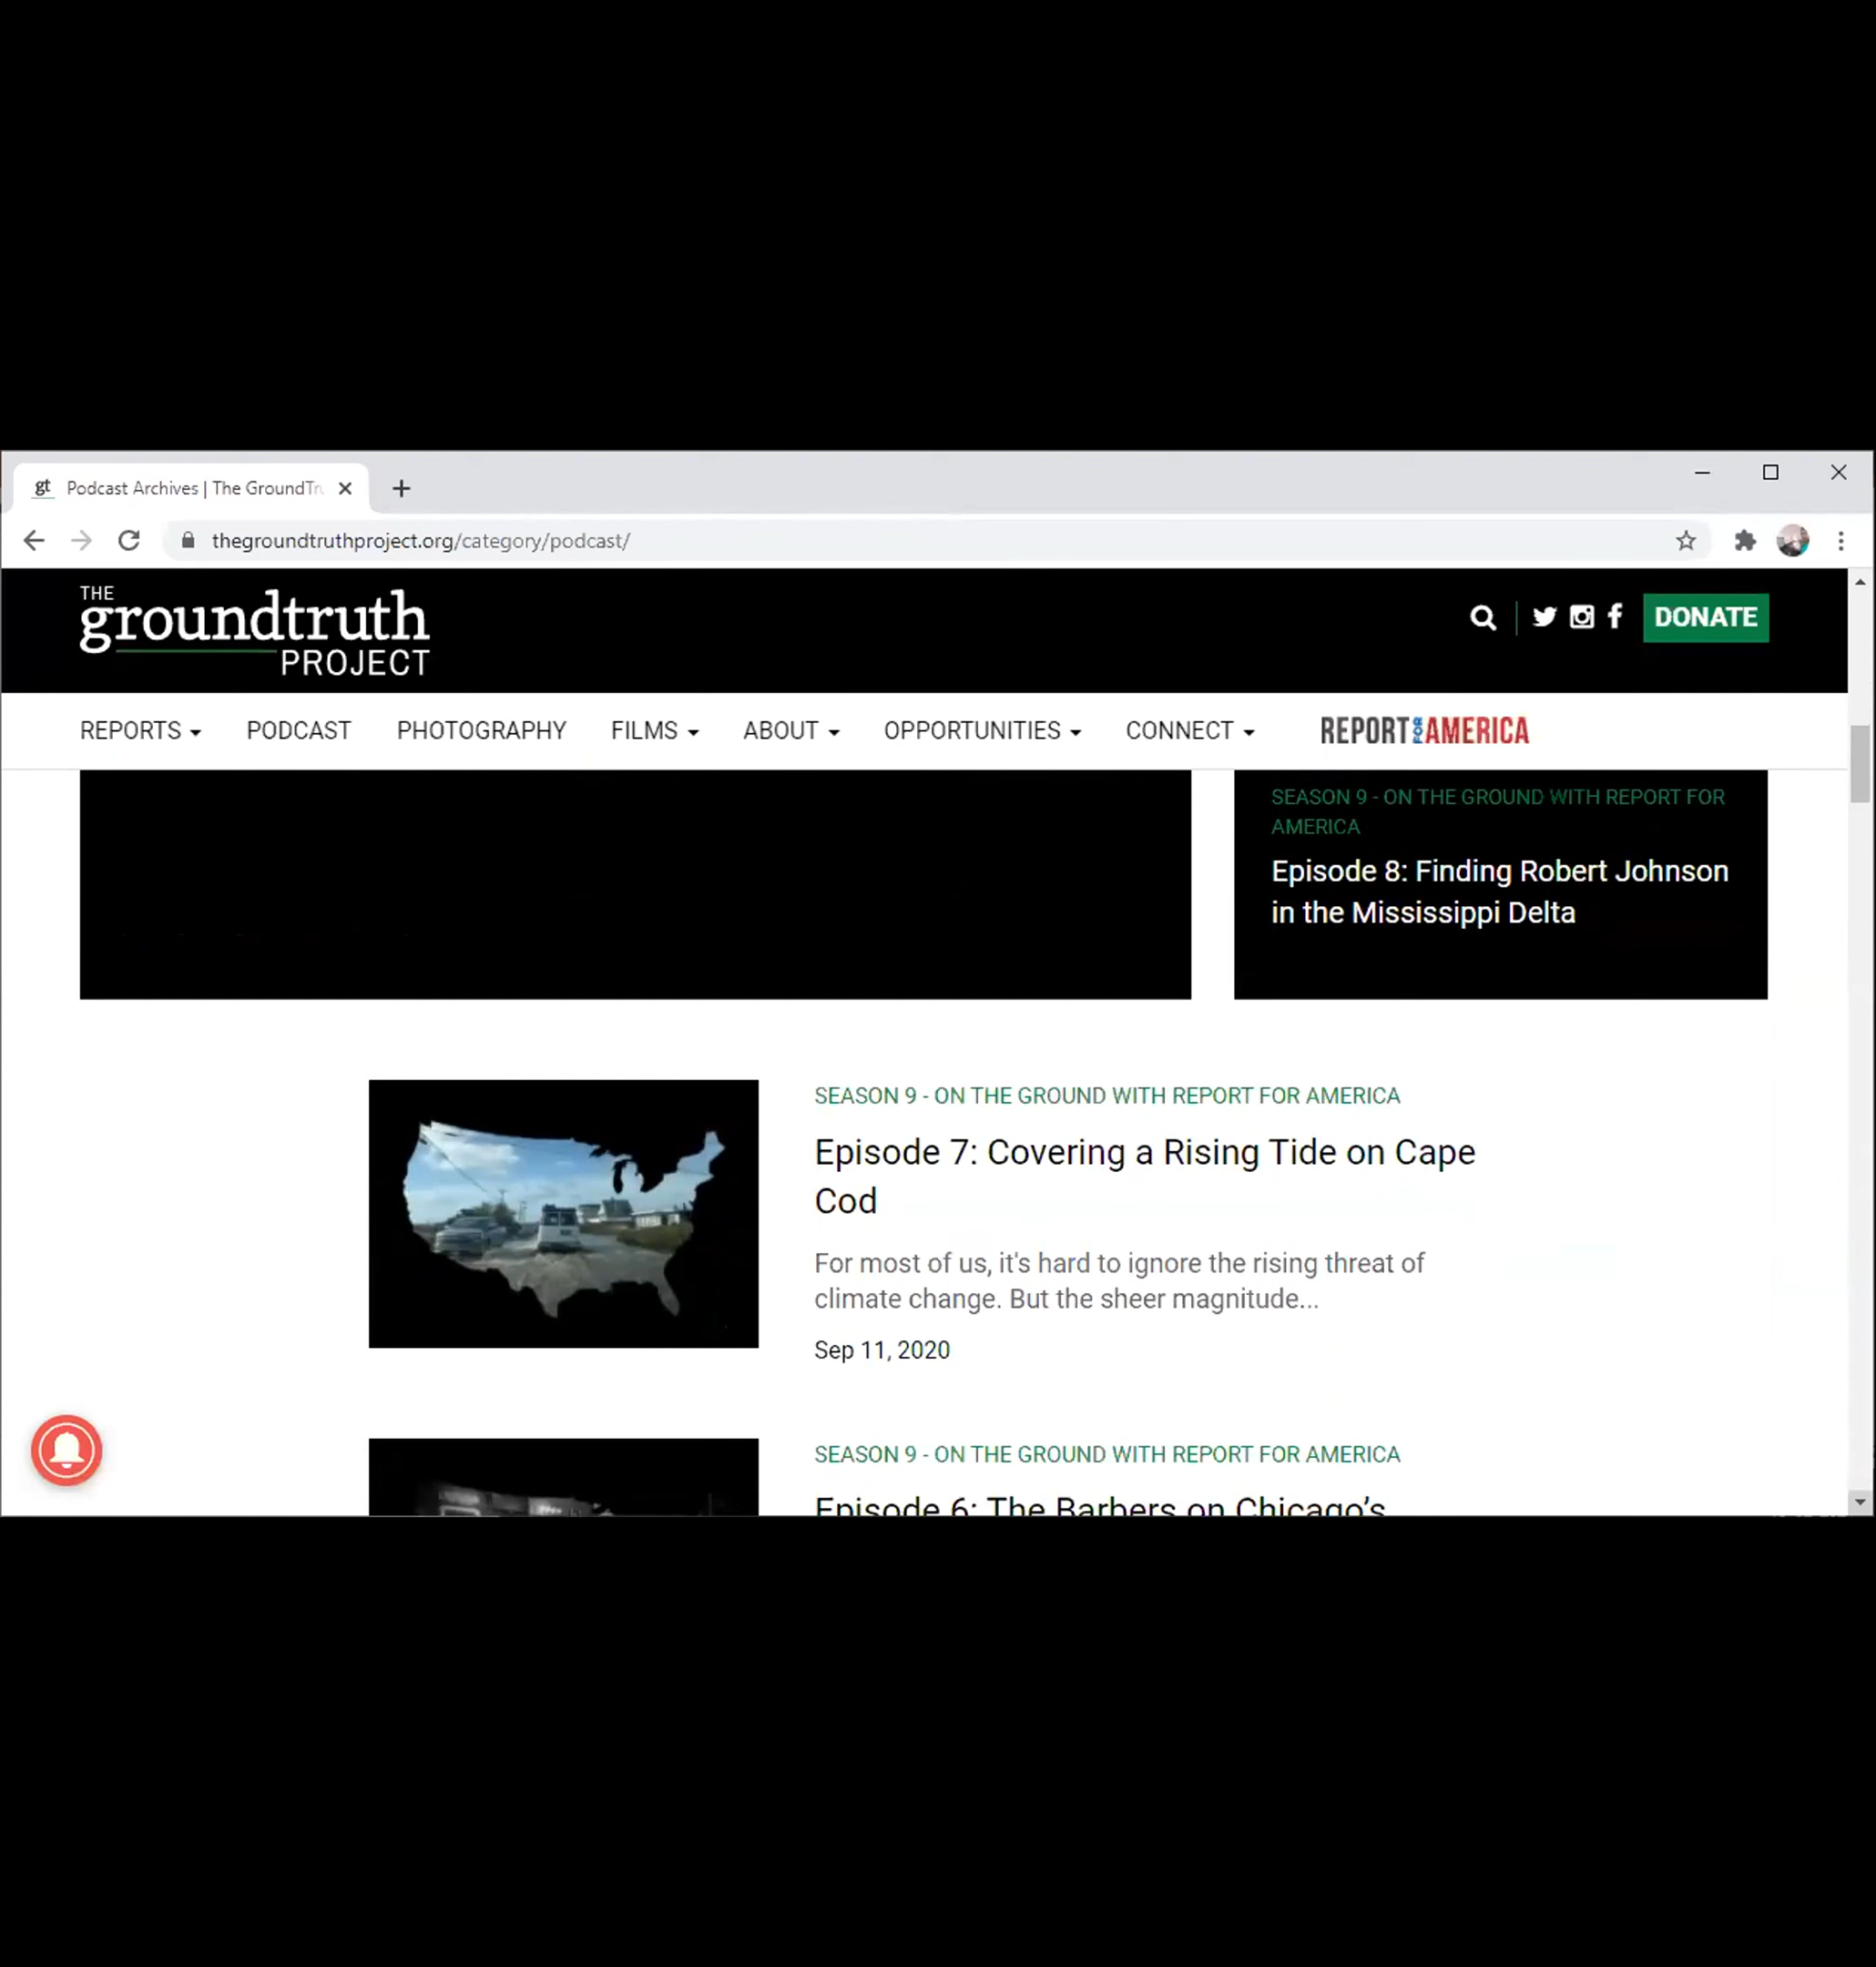 gt Podcast Archives | The GroundTru
thegroundtruthproject.org/category/podcast/
THE
groundtruth
PROJECT
DONATE
REPORTS PODCAST PHOTOGRAPHY FILMS ABOUT OPPORTUNITIES CONNECT REPORT FOR AMERICA
SEASON 9 - ON THE GROUND WITH REPORT FOR
AMERICA
Episode 8: Finding Robert Johnson
in the Mississippi Delta
SEASON 9 - ON THE GROUND WITH REPORT FOR AMERICA
Episode 7: Covering a Rising Tide on Cape
Cod
For most of us, it's hard to ignore the rising threat of
climate change. But the sheer magnitude...
Sep 11, 2020
SEASON 9 - ON THE GROUND WITH REPORT FOR AMERICA
Episode 6: The Barbers on Chicago's